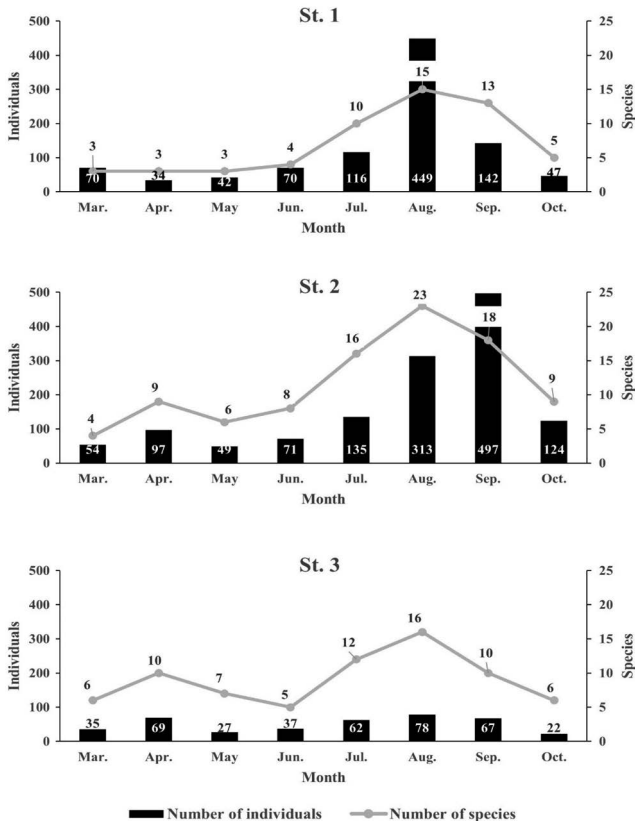 St. 1
500
400
300
200
100
0
Individuals
3 3 3 4 10 15 13 5
70 34 42 70 116 449 142 47
25
20
15
10
5
0
Species
Mar. Apr. May Jun. Jul. Aug. Sep. Oct.
Month
St. 2
500
400
300
200
100
0
Individuals
4 9 6 8 16 23 18 9
54 97 49 71 135 313 497 124
25
20
15
10
5
0
Species
Mar. Apr. May Jun. Jul. Aug. Sep. Oct.
Month
St. 3
500
400
300
200
100
0
Individuals
6 10 7 5 12 16 10 6
35 69 27 37 62 78 67 22
25
20
15
10
5
0
Species
Mar. Apr. May Jun. Jul. Aug. Sep. Oct.
Month
Number of individuals Number of species